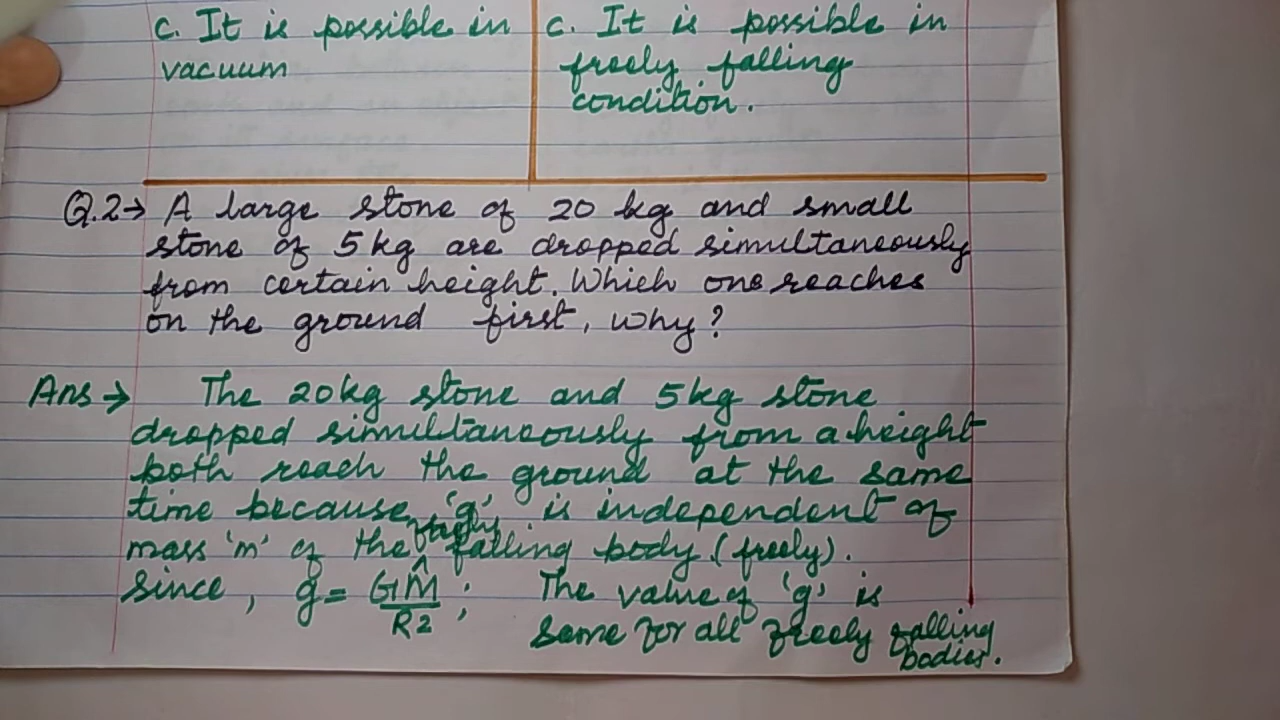 c. It is possible in
vacuum
c. It is possible in
freely falling
condition.
Q.2→ A large stone of 20 kg and small
stone of 5kg are dropped simultaneously
from certain height. Which one reaches
on the ground first, why?
Ans→ The 20kg stone and 5kg stone
dropped simultaneously from a height
both reach the ground at the same
time because 'g' is independent of
mass 'm' of the freely falling body (freely).
Since, g = GM/R2 ; The value of 'g' is
same for all freely falling
bodies.